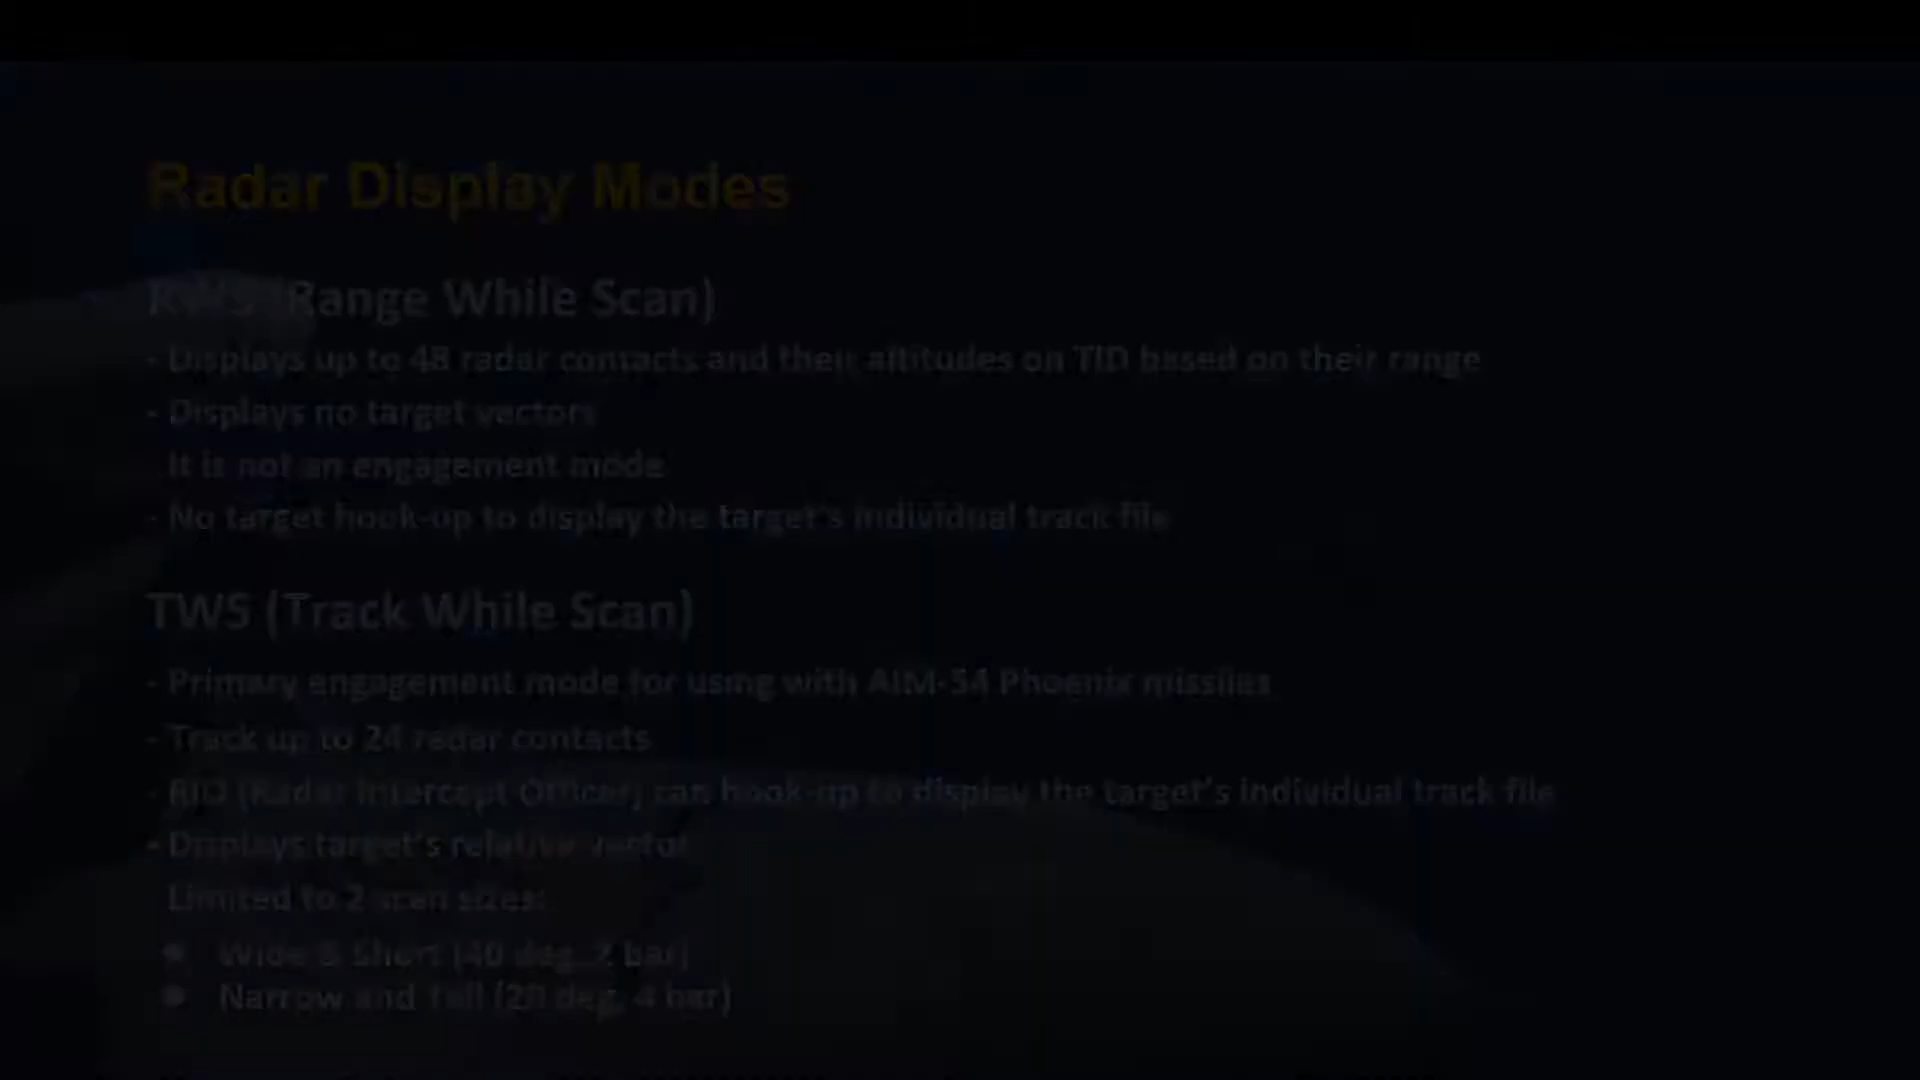 Radar Display Modes
RWS (Range While Scan)
- Displays up to 48 radar contacts and their altitudes on TID based on their range
- Displays no target vectors
It is not an engagement mode
- No target hook-up to display the target's individual track file
TWS (Track While Scan)
- Primary engagement mode for using with AIM-54 Phoenix missiles
- Track up to 24 radar contacts
- RIO (Radar Intercept Officer) can hook-up to display the target's individual track file
- Displays target's relative vector
Limited to 2 scan sizes:
● Wide & Short (40 deg, 2 bar)
● Narrow and Tall (20 deg, 4 bar)